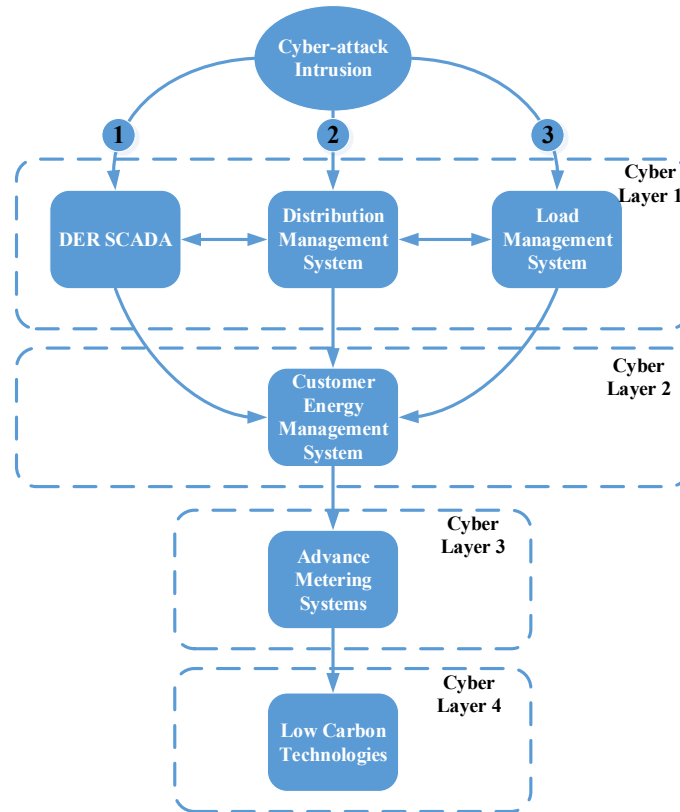 Cyber-attack
Intrusion
1
2
3
Cyber
Layer 1
DER SCADA
Distribution
Management
System
Load
Management
System
Cyber
Layer 2
Customer
Energy
Management
System
Cyber
Layer 3
Advance
Metering
Systems
Cyber
Layer 4
Low Carbon
Technologies